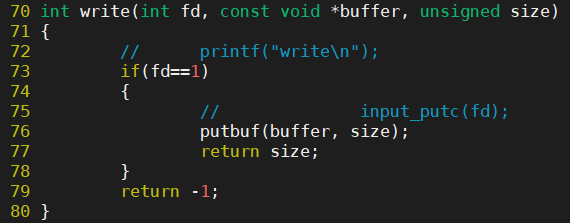 70 int write(int fd, const void *buffer, unsigned size)
71 {
72         //      printf("write\n");
73         if(fd==1)
74         {
75                 //              input_putc(fd);
76                 putbuf(buffer, size);
77                 return size;
78         }
79         return -1;
80 }